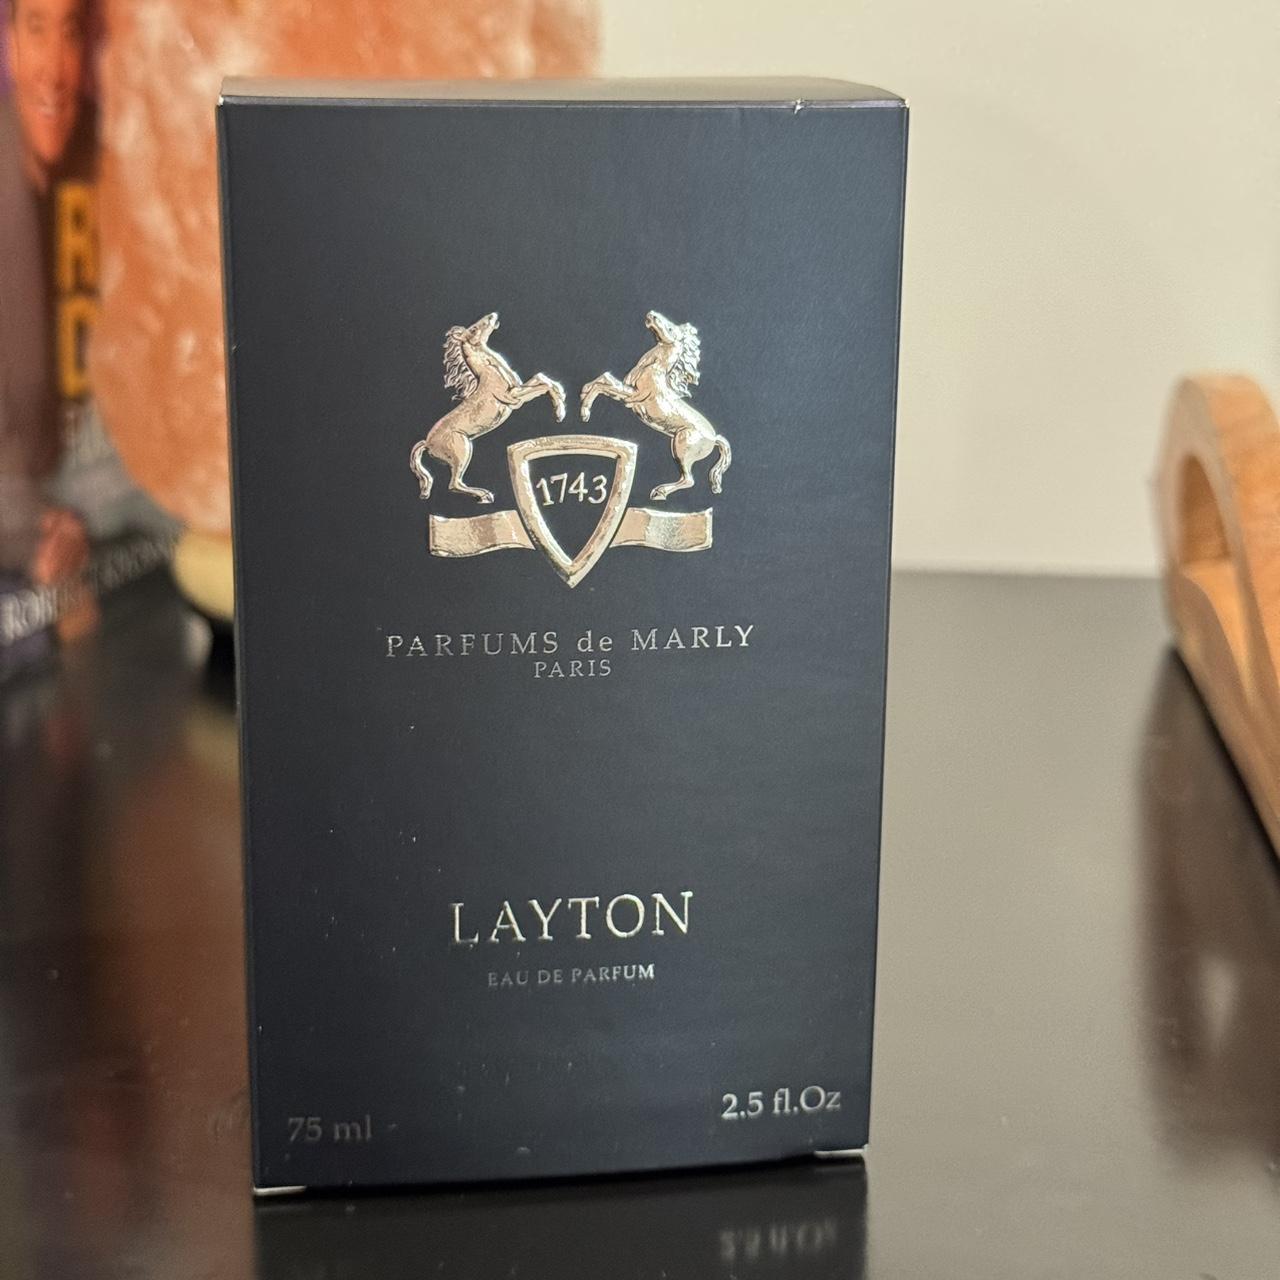 1743
PARFUMS de MARLY
PARIS
LAYTON
EAU DE PARFUM
75 ml
2.5 fl.Oz